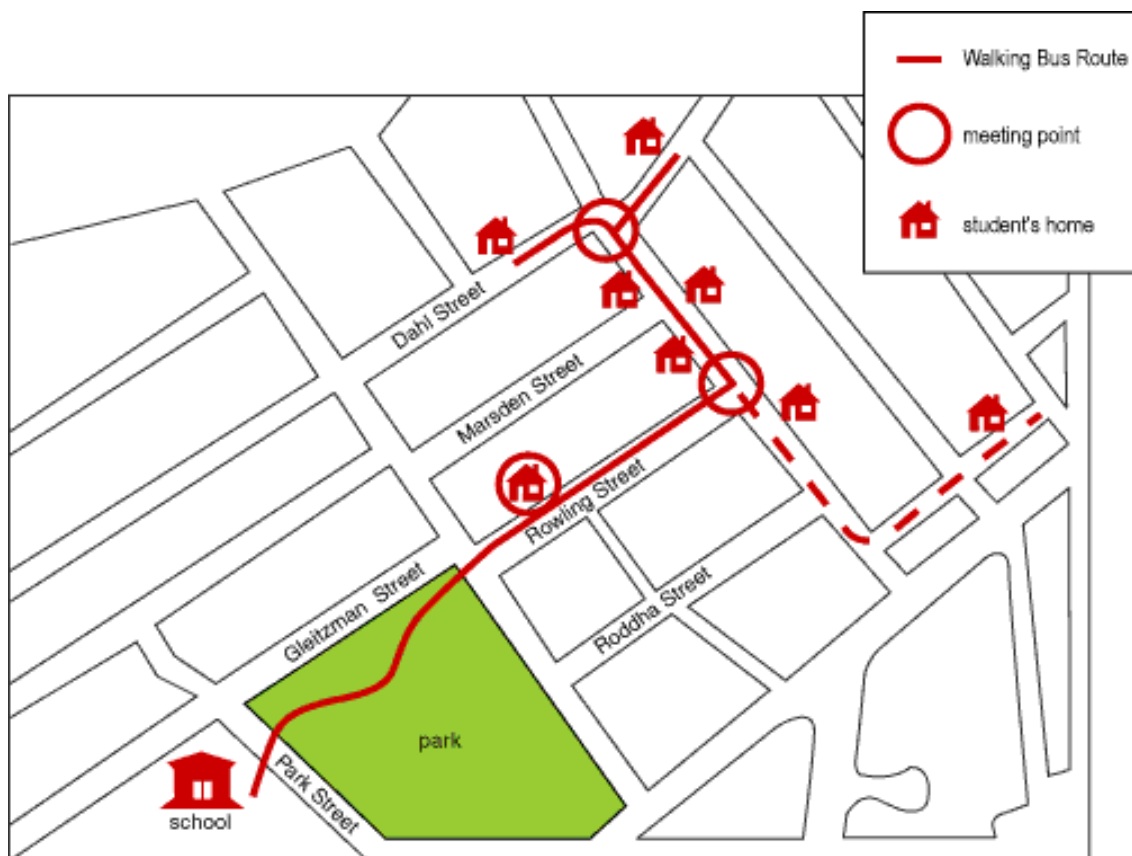 Walking Bus Route
meeting point
student's home
Dahl Street
Marsden Street
Rowling Street
Gleitzman Street
Roddha Street
park
Park Street
school